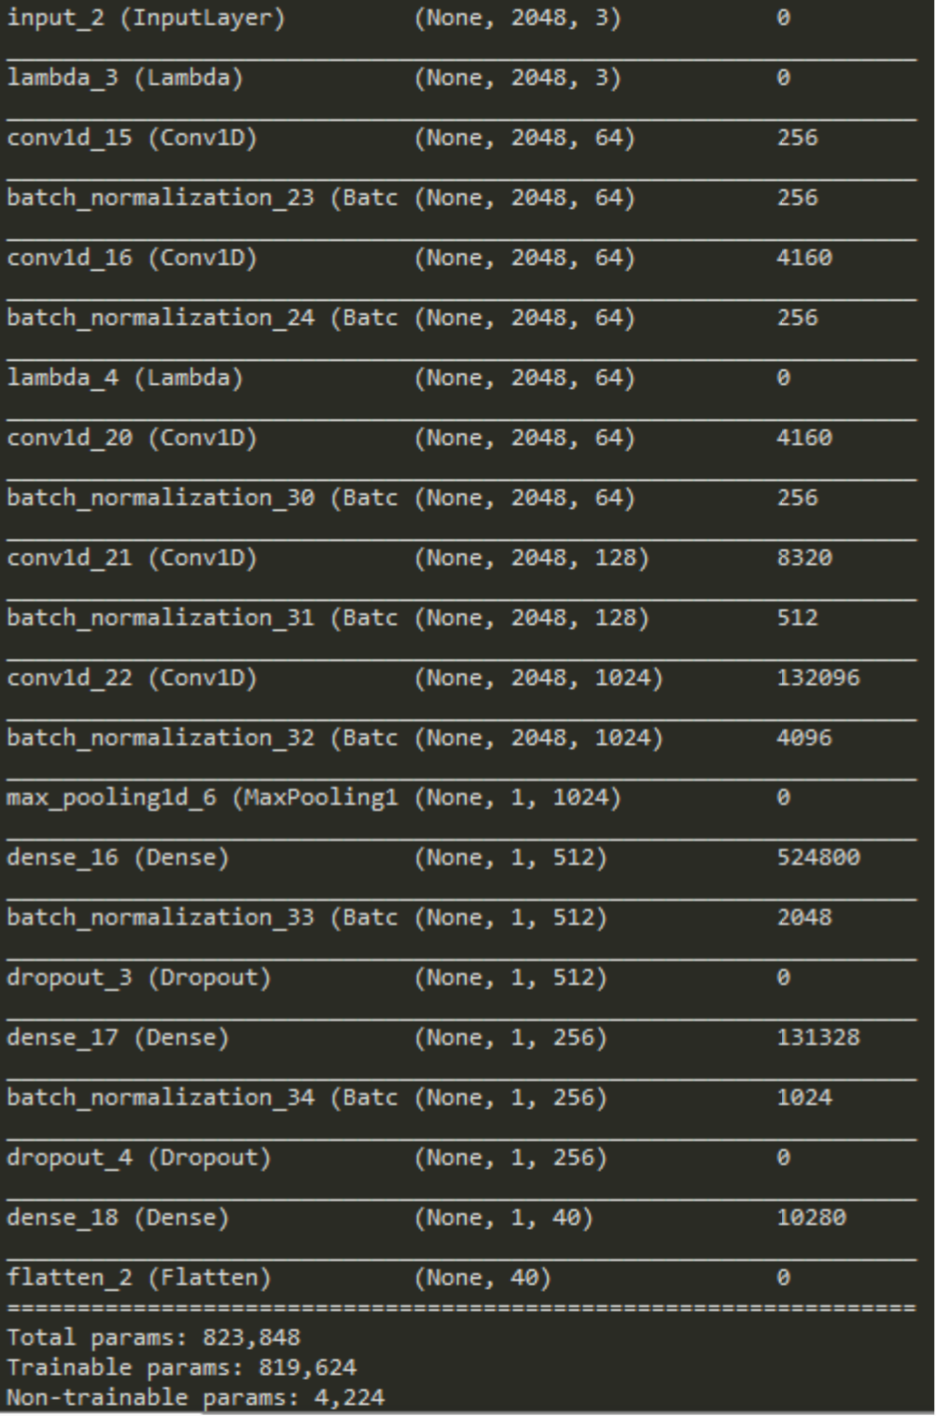 input_2 (InputLayer) (None, 2048, 3) 0
lambda_3 (Lambda) (None, 2048, 3) 0
conv1d_15 (Conv1D) (None, 2048, 64) 256
batch_normalization_23 (Batc (None, 2048, 64) 256
conv1d_16 (Conv1D) (None, 2048, 64) 4160
batch_normalization_24 (Batc (None, 2048, 64) 256
lambda_4 (Lambda) (None, 2048, 64) 0
conv1d_20 (Conv1D) (None, 2048, 64) 4160
batch_normalization_30 (Batc (None, 2048, 64) 256
conv1d_21 (Conv1D) (None, 2048, 128) 8320
batch_normalization_31 (Batc (None, 2048, 128) 512
conv1d_22 (Conv1D) (None, 2048, 1024) 132096
batch_normalization_32 (Batc (None, 2048, 1024) 4096
max_pooling1d_6 (MaxPooling1 (None, 1, 1024) 0
dense_16 (Dense) (None, 1, 512) 524800
batch_normalization_33 (Batc (None, 1, 512) 2048
dropout_3 (Dropout) (None, 1, 512) 0
dense_17 (Dense) (None, 1, 256) 131328
batch_normalization_34 (Batc (None, 1, 256) 1024
dropout_4 (Dropout) (None, 1, 256) 0
dense_18 (Dense) (None, 1, 40) 10280
flatten_2 (Flatten) (None, 40) 0
Total params: 823,848
Trainable params: 819,624
Non-trainable params: 4,224